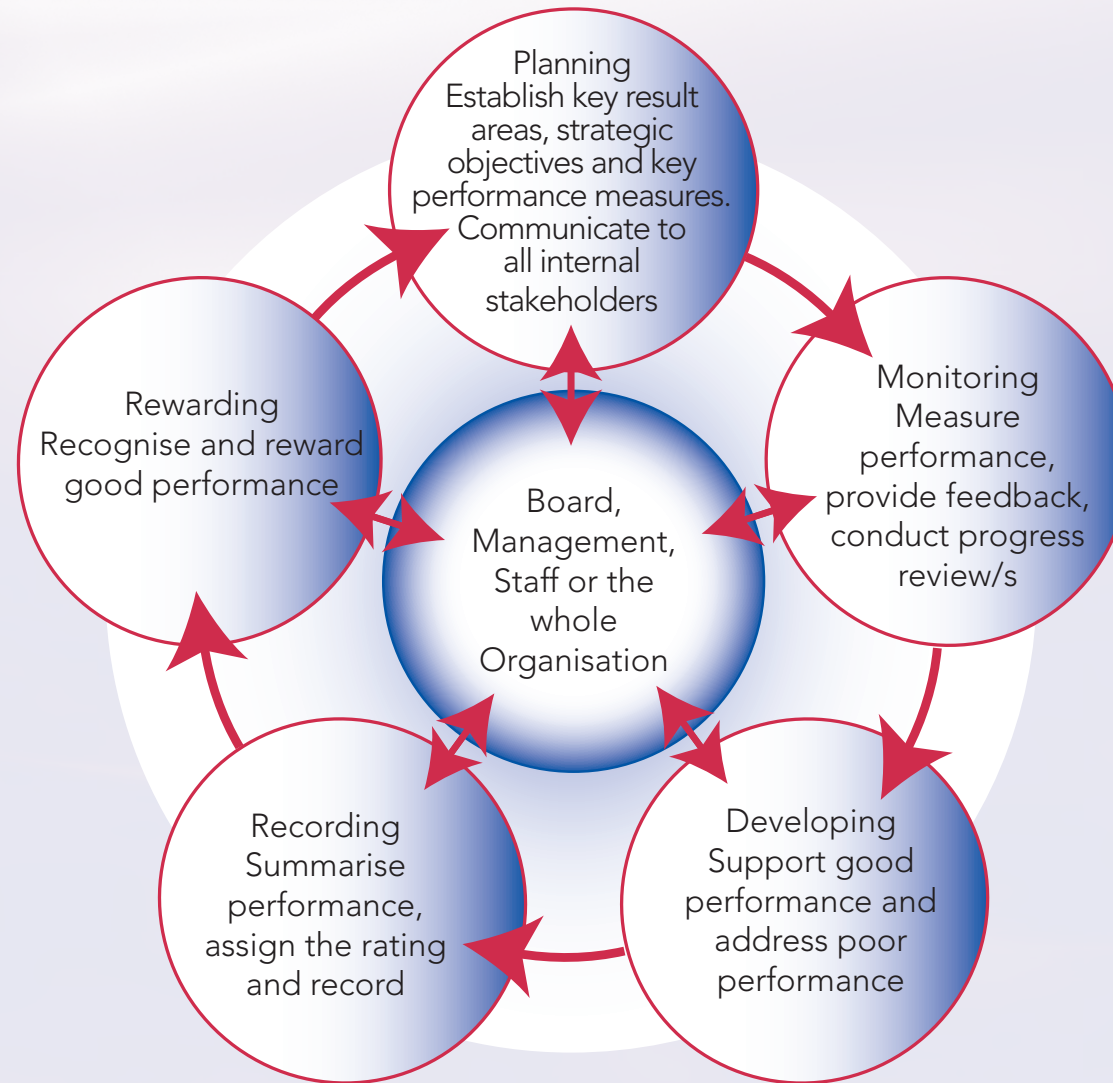 Planning
Establish key result
areas, strategic
objectives and key
performance measures.
Communicate to
all internal
stakeholders
Monitoring
Measure
performance,
provide feedback,
conduct progress
review/s
Developing
Support good
performance and
address poor
performance
Recording
Summarise
performance,
assign the rating
and record
Rewarding
Recognise and reward
good performance
Board,
Management,
Staff or the
whole
Organisation